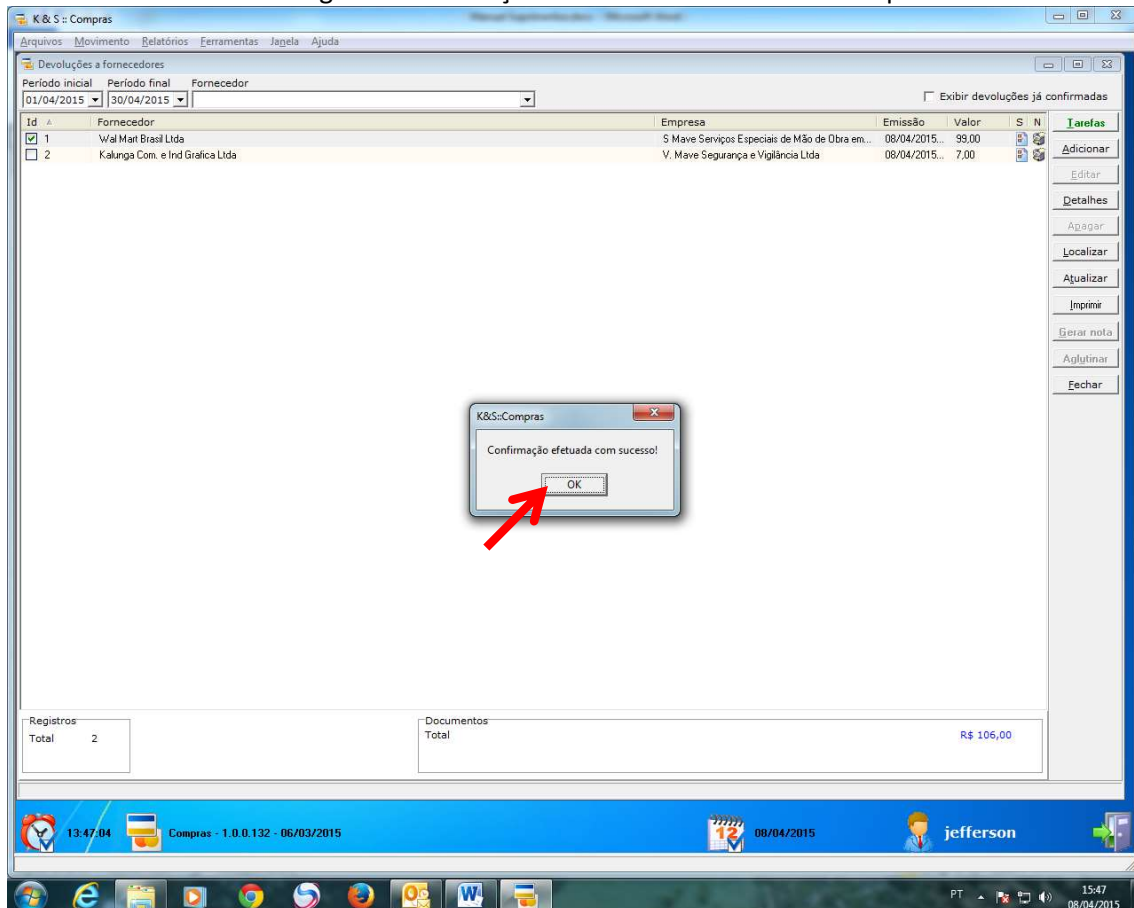 K & S :: Compras
Arquivos Movimento Relatórios Ferramentas Janela Ajuda
Devoluções a fornecedores
Período inicial Período final Fornecedor
01/04/2015 30/04/2015 Exibir devoluções já confirmadas
Id Fornecedor Empresa Emissão Valor S N
1 Wal Mart Brasil Ltda S Mave Serviços Especiais de Mão de Obra em... 08/04/2015... 99,00
2 Kalunga Com. e Ind Grafica Ltda V. Mave Segurança e Vigilância Ltda 08/04/2015... 7,00
Tarefas
Adicionar
Editar
Detalhes
Apagar
Localizar
Atualizar
Imprimir
Gerar nota
Aglutinar
Fechar
K&S::Compras
Confirmação efetuada com sucesso!
OK
Registros
Total 2
Documentos
Total R$ 106,00
13:47:04 Compras - 1.0.0.132 - 06/03/2015 12 08/04/2015 jefferson
PT 15:47
08/04/2015